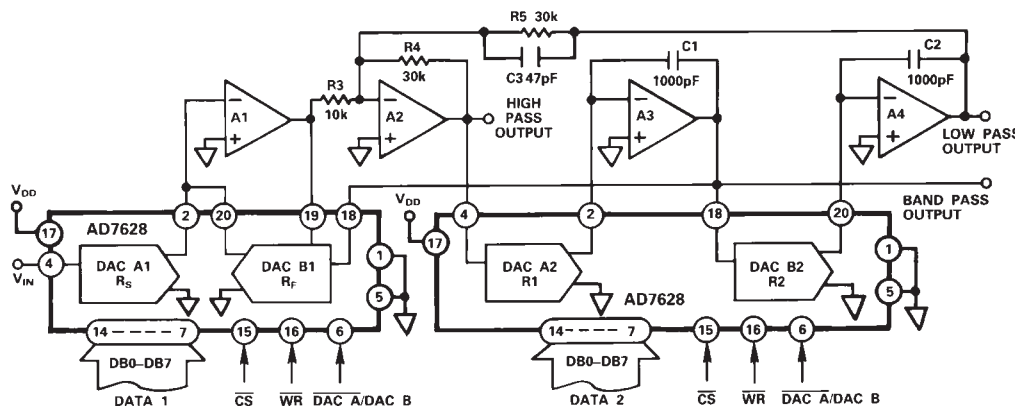 R5 30k
C3 47pF
R4
30k
R3
10k
C1
1000pF
C2
1000pF
A1
−
+
A2
−
+
A3
−
+
A4
−
+
HIGH
PASS
OUTPUT
LOW PASS
OUTPUT
BAND PASS
OUTPUT
VDD
17
4
VIN
2
20
19
18
1
5
AD7628
DAC A1
RS
DAC B1
RF
14 – – – – – 7
15
16
6
DB0–DB7
DATA 1
CS
WR
DAC A/DAC B
VDD
17
4
2
18
20
1
5
DAC A2
R1
DAC B2
R2
AD7628
14 – – – – 7
15
16
6
DB0–DB7
DATA 2
CS
WR
DAC A/DAC B